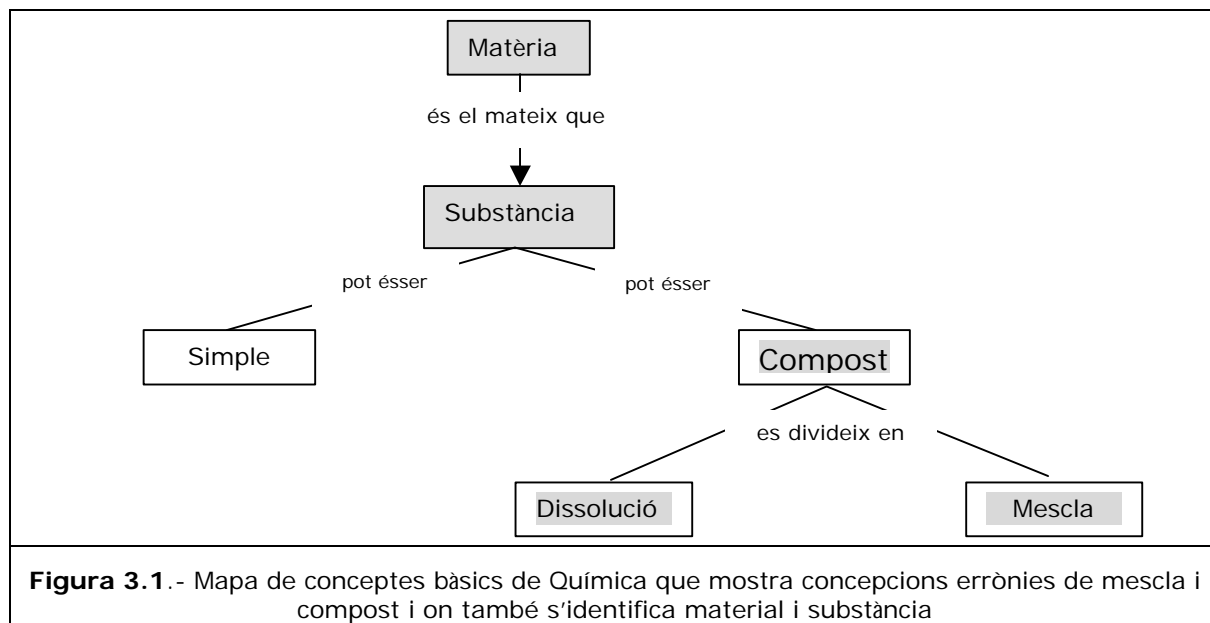 Matèria
és el mateix que
Substància
pot ésser
pot ésser
Simple
Compost
es divideix en
Dissolució
Mescla
Figura 3.1.- Mapa de conceptes bàsics de Química que mostra concepcions errònies de mescla i
compost i on també s'identifica material i substància